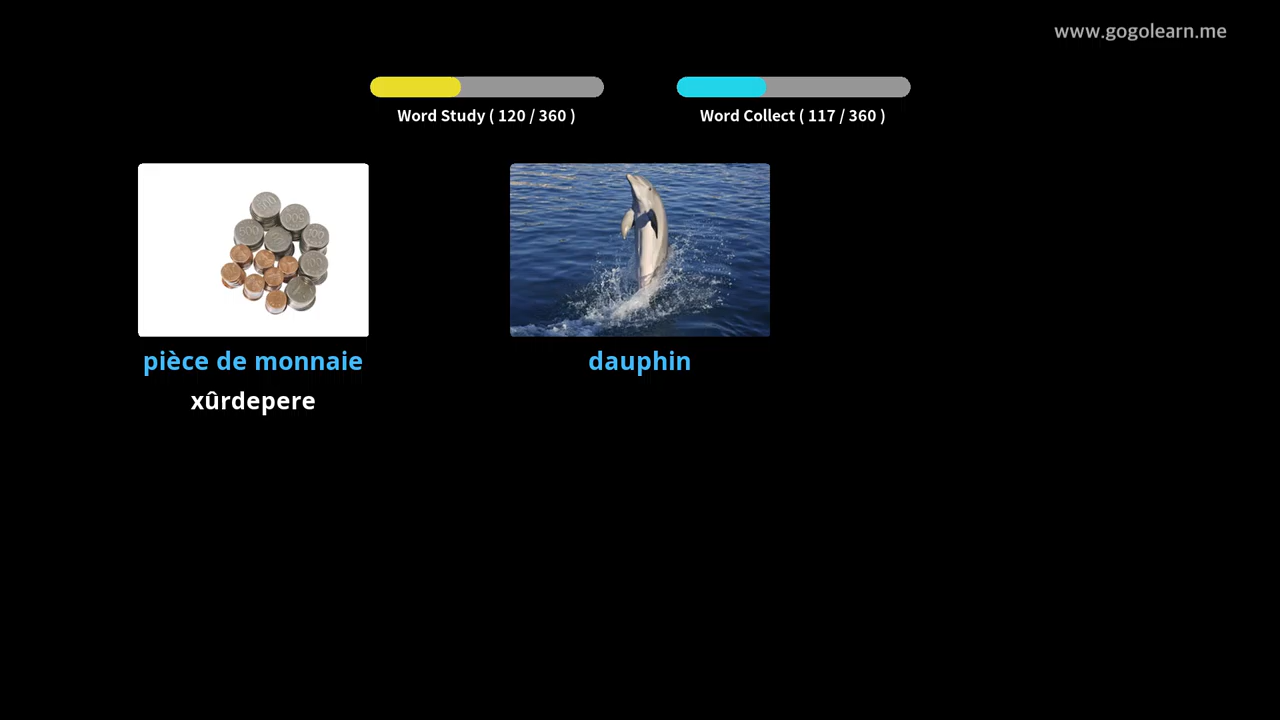 www.gogolearn.me
Word Study ( 120 / 360 )
Word Collect ( 117 / 360 )
pièce de monnaie
dauphin
xûrdepere